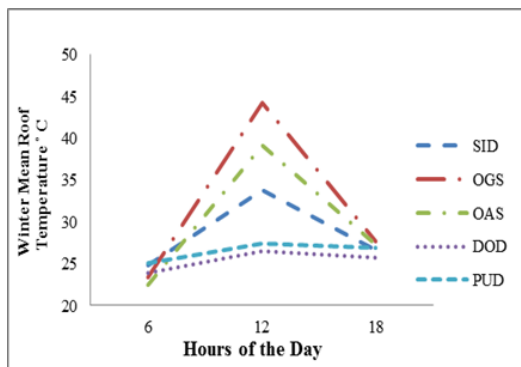 Winter Mean Roof
Temperature ° C
50
45
40
35
30
25
20
6
12
18
Hours of the Day
SID
OGS
OAS
DOD
PUD